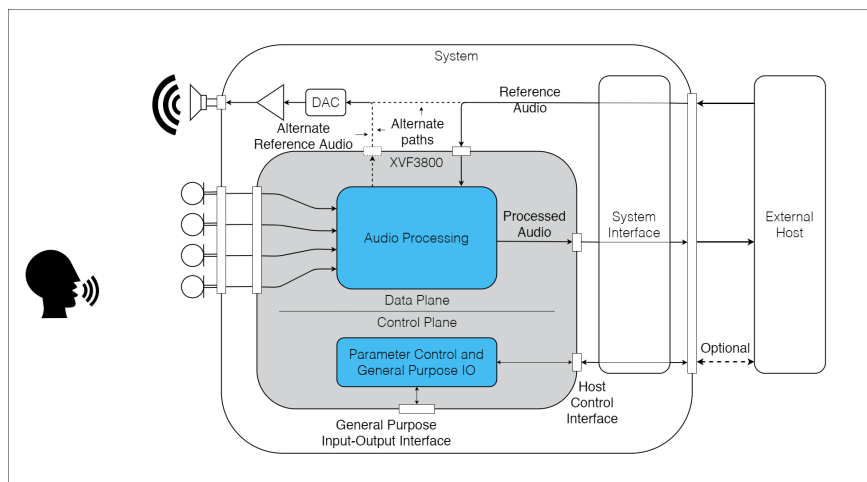 System
DAC
Reference
Audio
Alternate
Reference Audio
Alternate
paths
XVF3800
Audio Processing
Processed
Audio
System
Interface
External
Host
Data Plane
Control Plane
Parameter Control and
General Purpose IO
Optional
Host
Control
Interface
General Purpose
Input-Output Interface